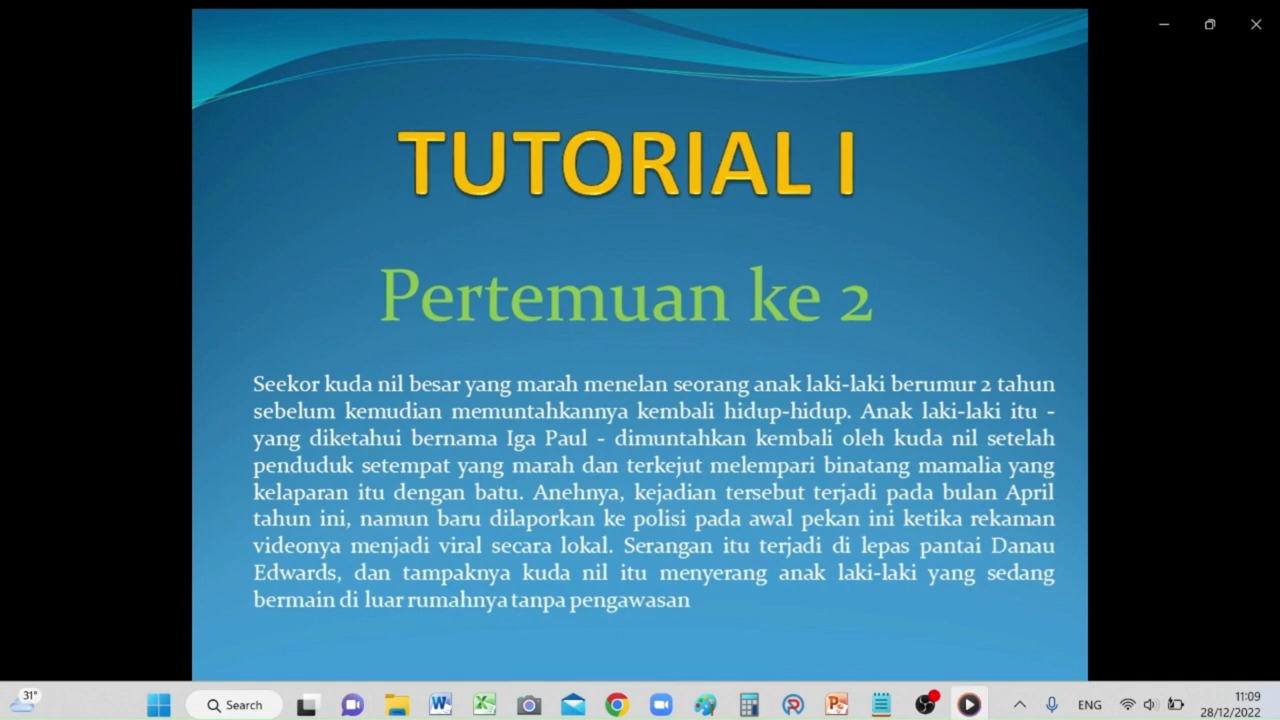 TUTORIAL I
Pertemuan ke 2
Seekor kuda nil besar yang marah menelan seorang anak laki-laki berumur 2 tahun
sebelum kemudian memuntahkannya kembali hidup-hidup. Anak laki-laki itu -
yang diketahui bernama Iga Paul - dimuntahkan kembali oleh kuda nil setelah
penduduk setempat yang marah dan terkejut melempari binatang mamalia yang
kelaparan itu dengan batu. Anehnya, kejadian tersebut terjadi pada bulan April
tahun ini, namun baru dilaporkan ke polisi pada awal pekan ini ketika rekaman
videonya menjadi viral secara lokal. Serangan itu terjadi di lepas pantai Danau
Edwards, dan tampaknya kuda nil itu menyerang anak laki-laki yang sedang
bermain di luar rumahnya tanpa pengawasan
31°
Search
ENG
11:09
28/12/2022